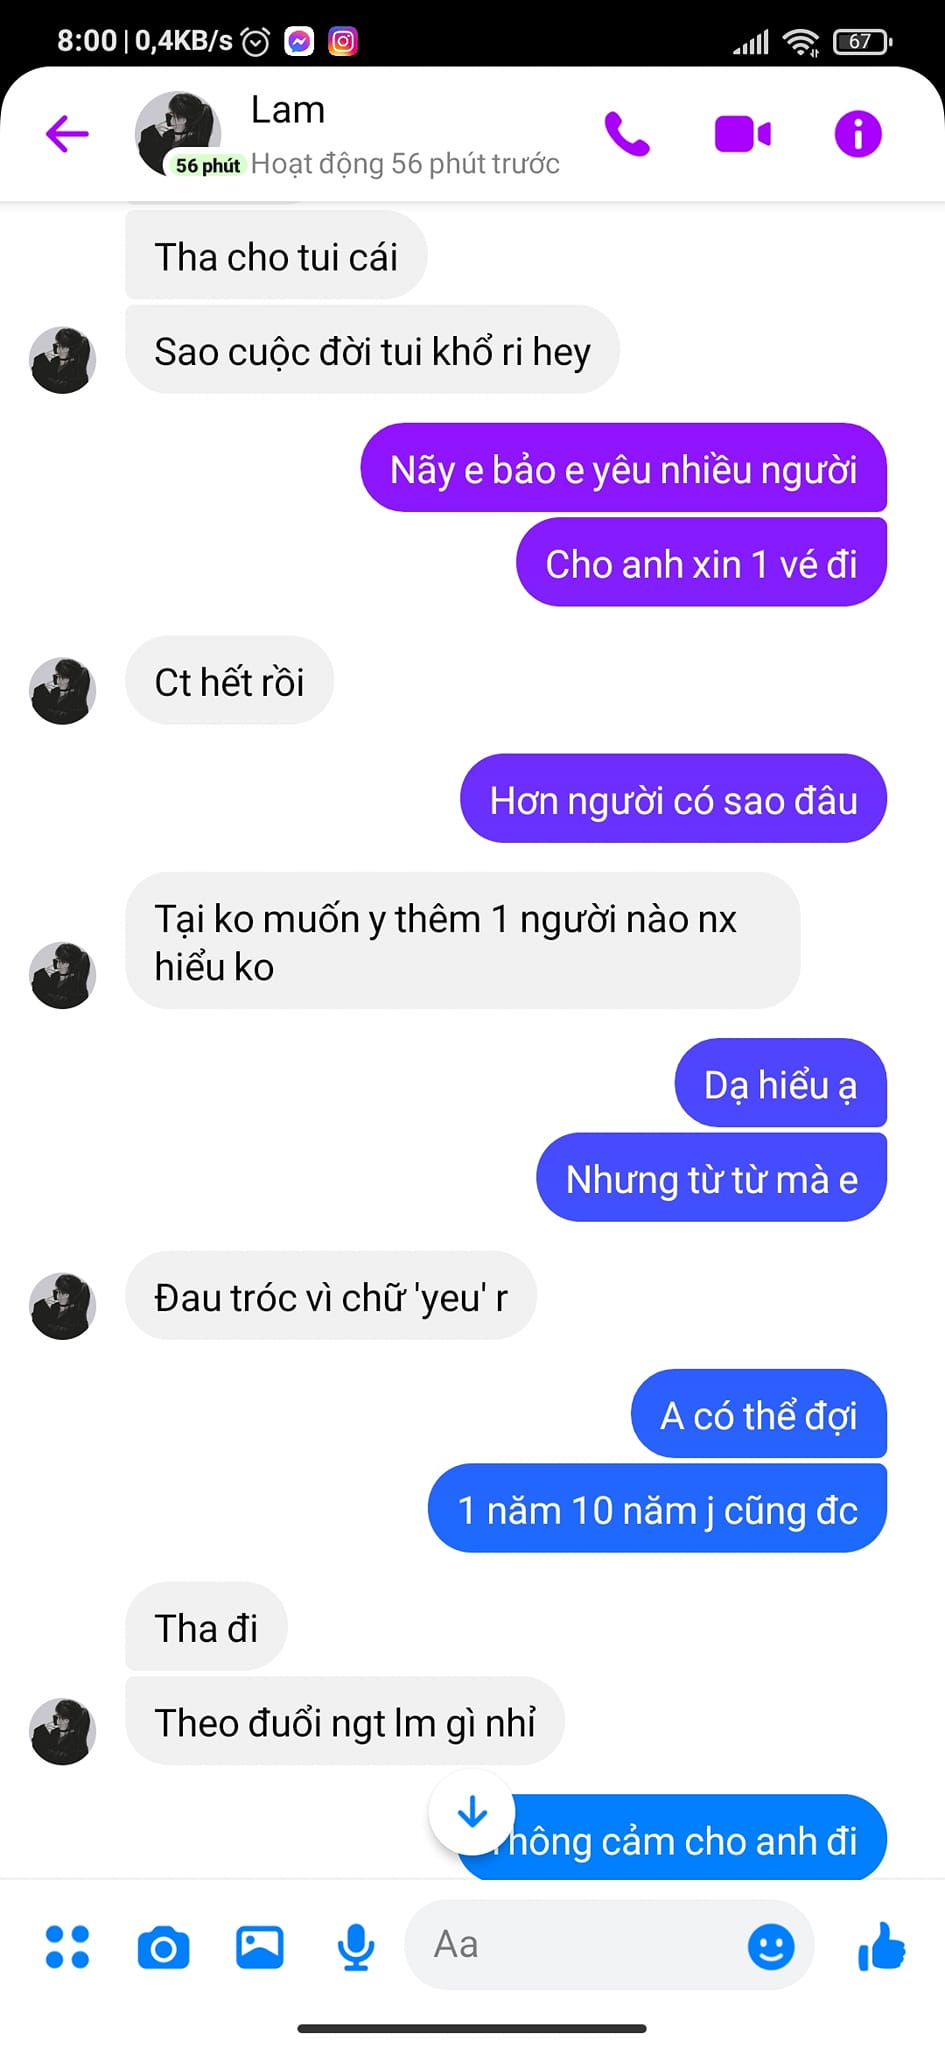 8:00 | 0,4KB/s
67
Lam
56 phút
Hoạt động 56 phút trước
Tha cho tui cái
Sao cuộc đời tui khổ ri hey
Nãy e bảo e yêu nhiều người
Cho anh xin 1 vé đi
Ct hết rồi
Hơn người có sao đâu
Tại ko muốn y thêm 1 người nào nx
hiểu ko
Dạ hiểu ạ
Nhưng từ từ mà e
Đau tróc vì chữ 'yeu' r
A có thể đợi
1 năm 10 năm j cũng đc
Tha đi
Theo đuổi ngt lm gì nhỉ
cảm cho anh đi
Aa